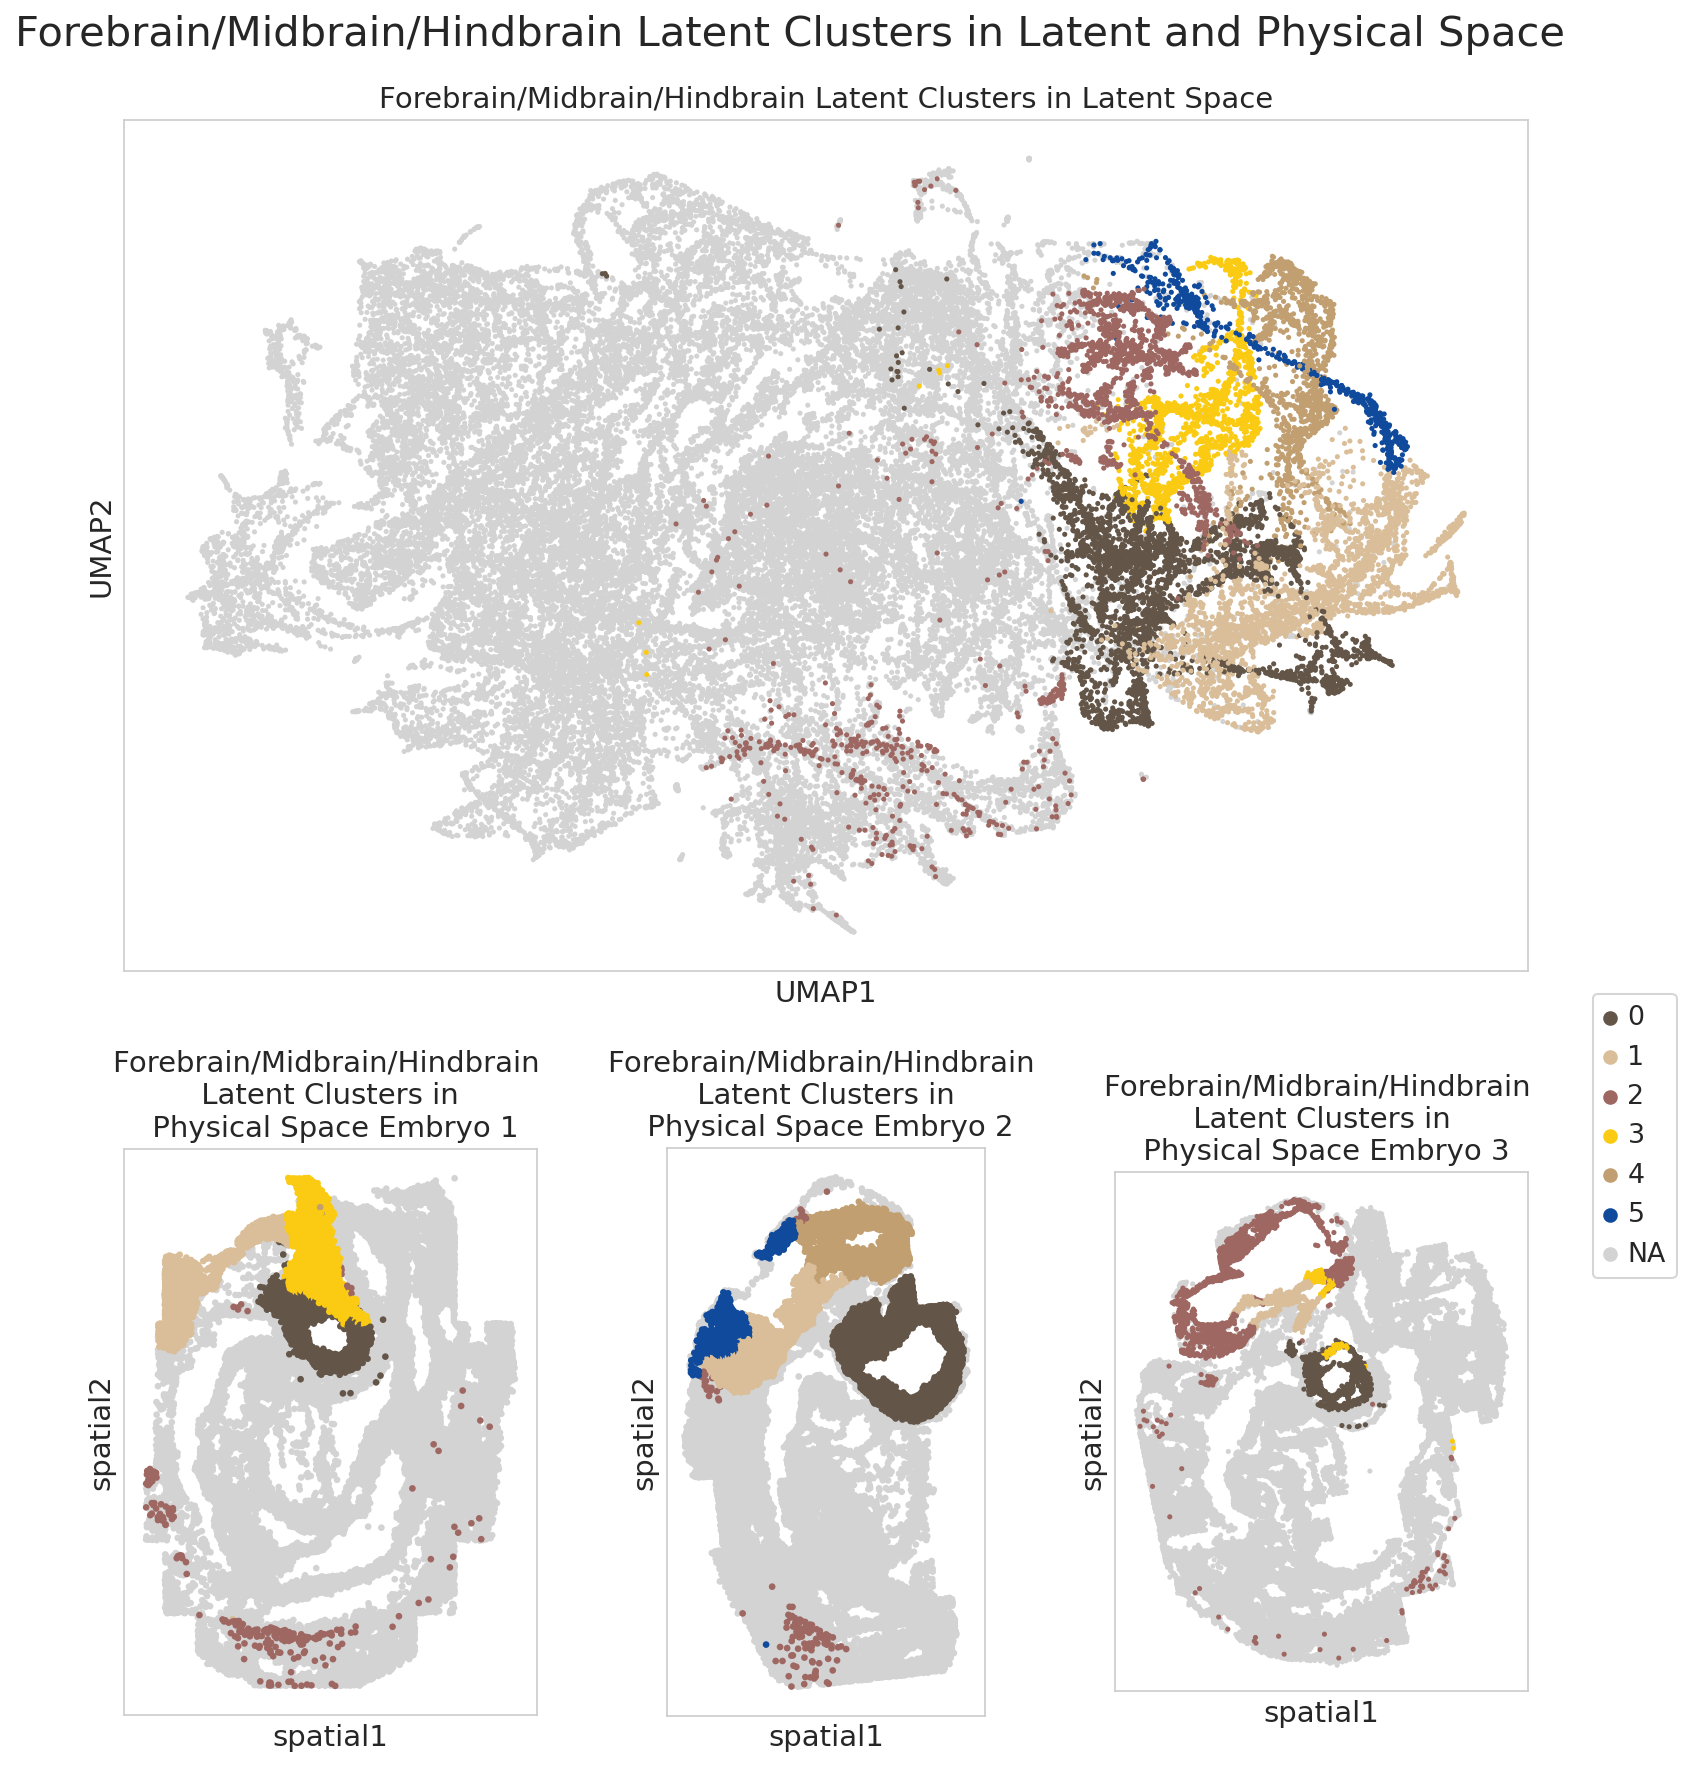 Forebrain/Midbrain/Hindbrain Latent Clusters in Latent and Physical Space
Forebrain/Midbrain/Hindbrain Latent Clusters in Latent Space
UMAP2
UMAP1
Forebrain/Midbrain/Hindbrain
Latent Clusters in
Physical Space Embryo 1
spatial2
spatial1
Forebrain/Midbrain/Hindbrain
Latent Clusters in
Physical Space Embryo 2
spatial2
spatial1
Forebrain/Midbrain/Hindbrain
Latent Clusters in
Physical Space Embryo 3
spatial2
spatial1
0
1
2
3
4
5
NA